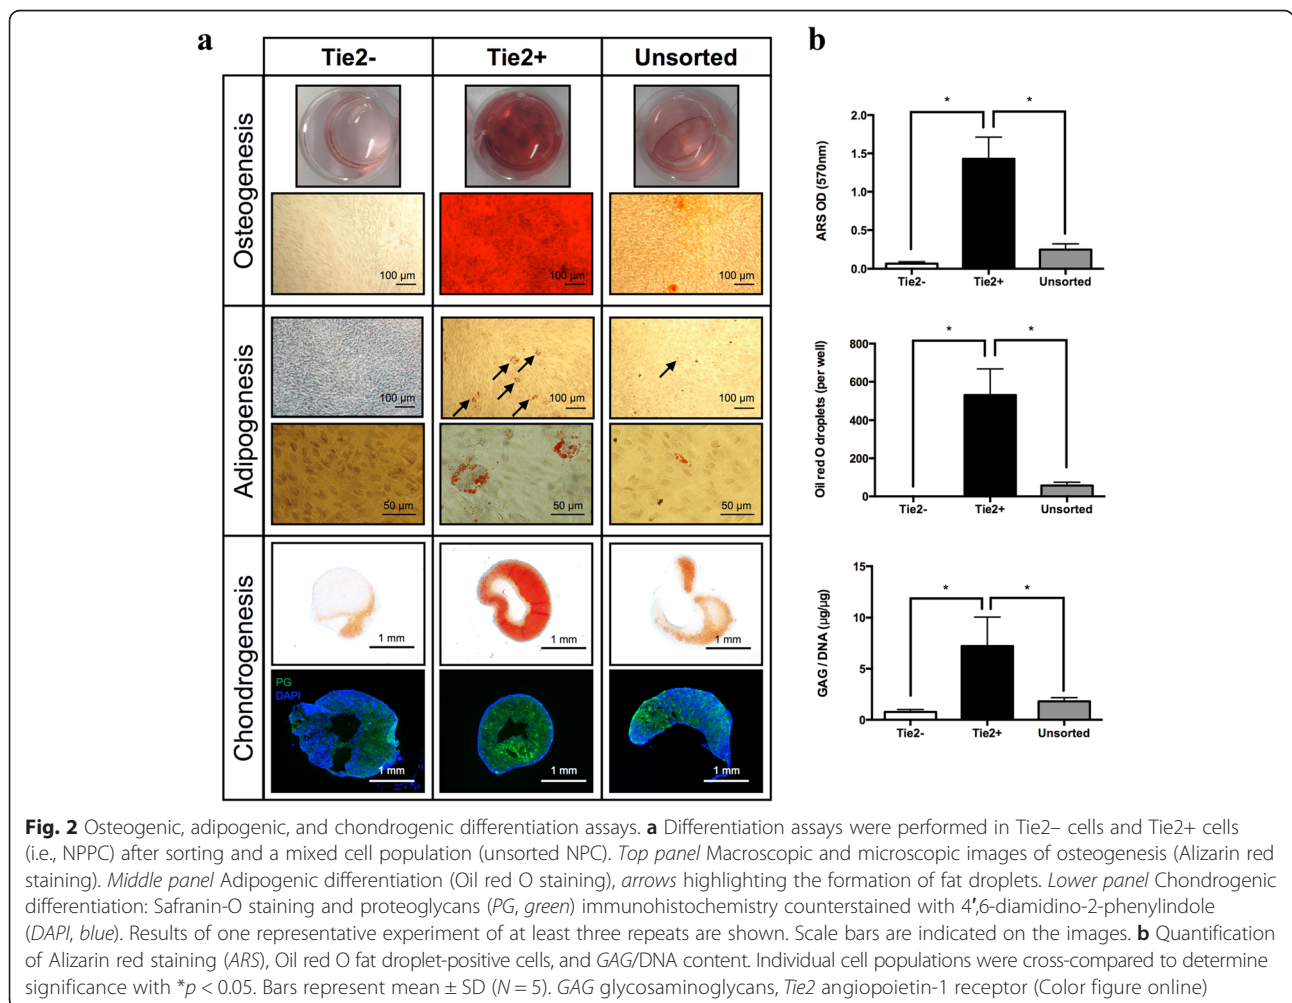 a
Tie2-
Tie2+
Unsorted
Osteogenesis
100 µm
100 µm
100 µm
Adipogenesis
100 µm
100 µm
100 µm
50 µm
50 µm
50 µm
Chondrogenesis
1 mm
1 mm
1 mm
PG
DAPI
1 mm
1 mm
1 mm
b
* *
ARS OD (570nm)
2.0
1.5
1.0
0.5
0.0
Tie2- Tie2+ Unsorted
* *
Oil red O droplets (per well)
800
600
400
200
0
Tie2- Tie2+ Unsorted
* *
GAG / DNA (µg/µg)
15
10
5
0
Tie2- Tie2+ Unsorted
Fig. 2 Osteogenic, adipogenic, and chondrogenic differentiation assays. a Differentiation assays were performed in Tie2– cells and Tie2+ cells
(i.e., NPPC) after sorting and a mixed cell population (unsorted NPC). Top panel Macroscopic and microscopic images of osteogenesis (Alizarin red
staining). Middle panel Adipogenic differentiation (Oil red O staining), arrows highlighting the formation of fat droplets. Lower panel Chondrogenic
differentiation: Safranin-O staining and proteoglycans (PG, green) immunohistochemistry counterstained with 4′,6-diamidino-2-phenylindole
(DAPI, blue). Results of one representative experiment of at least three repeats are shown. Scale bars are indicated on the images. b Quantification
of Alizarin red staining (ARS), Oil red O fat droplet-positive cells, and GAG/DNA content. Individual cell populations were cross-compared to determine
significance with *p < 0.05. Bars represent mean ± SD (N = 5). GAG glycosaminoglycans, Tie2 angiopoietin-1 receptor (Color figure online)